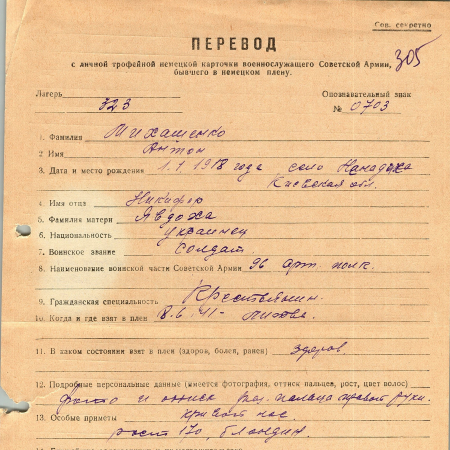 Сов. секретно
ПЕРЕВОД
с личной трофейной немецкой карточки военнослужащего Советской Армии,
бывшего в немецком плену.
305
Лагерь
Опознавательный знак
323
№ 0703
1. Фамилия Михашенко
2 Имя Антон
3. Дата и место рождения 1.1 1918 года село
Киевская обл.
4. Имя отца Никифор
5. Фамилия матери Явдоха
6. Национальность украинец
7. Воинское звание солдат
8. Наименование воинской части Советской Армии 96 арт. полк.
9. Гражданская специальность Крестьянин.
10. Когда и где взят в плен 8.6.41 -
11. В каком состоянии взят в плен (здоров, болен, ранен) здоров
12. Подробные персональные данные (имеется фотография, оттиск пальцев, рост, цвет волос)
фото и оттиск пальца правой руки.
13. Особые приметы кривой нос.
рост 170, блондин.